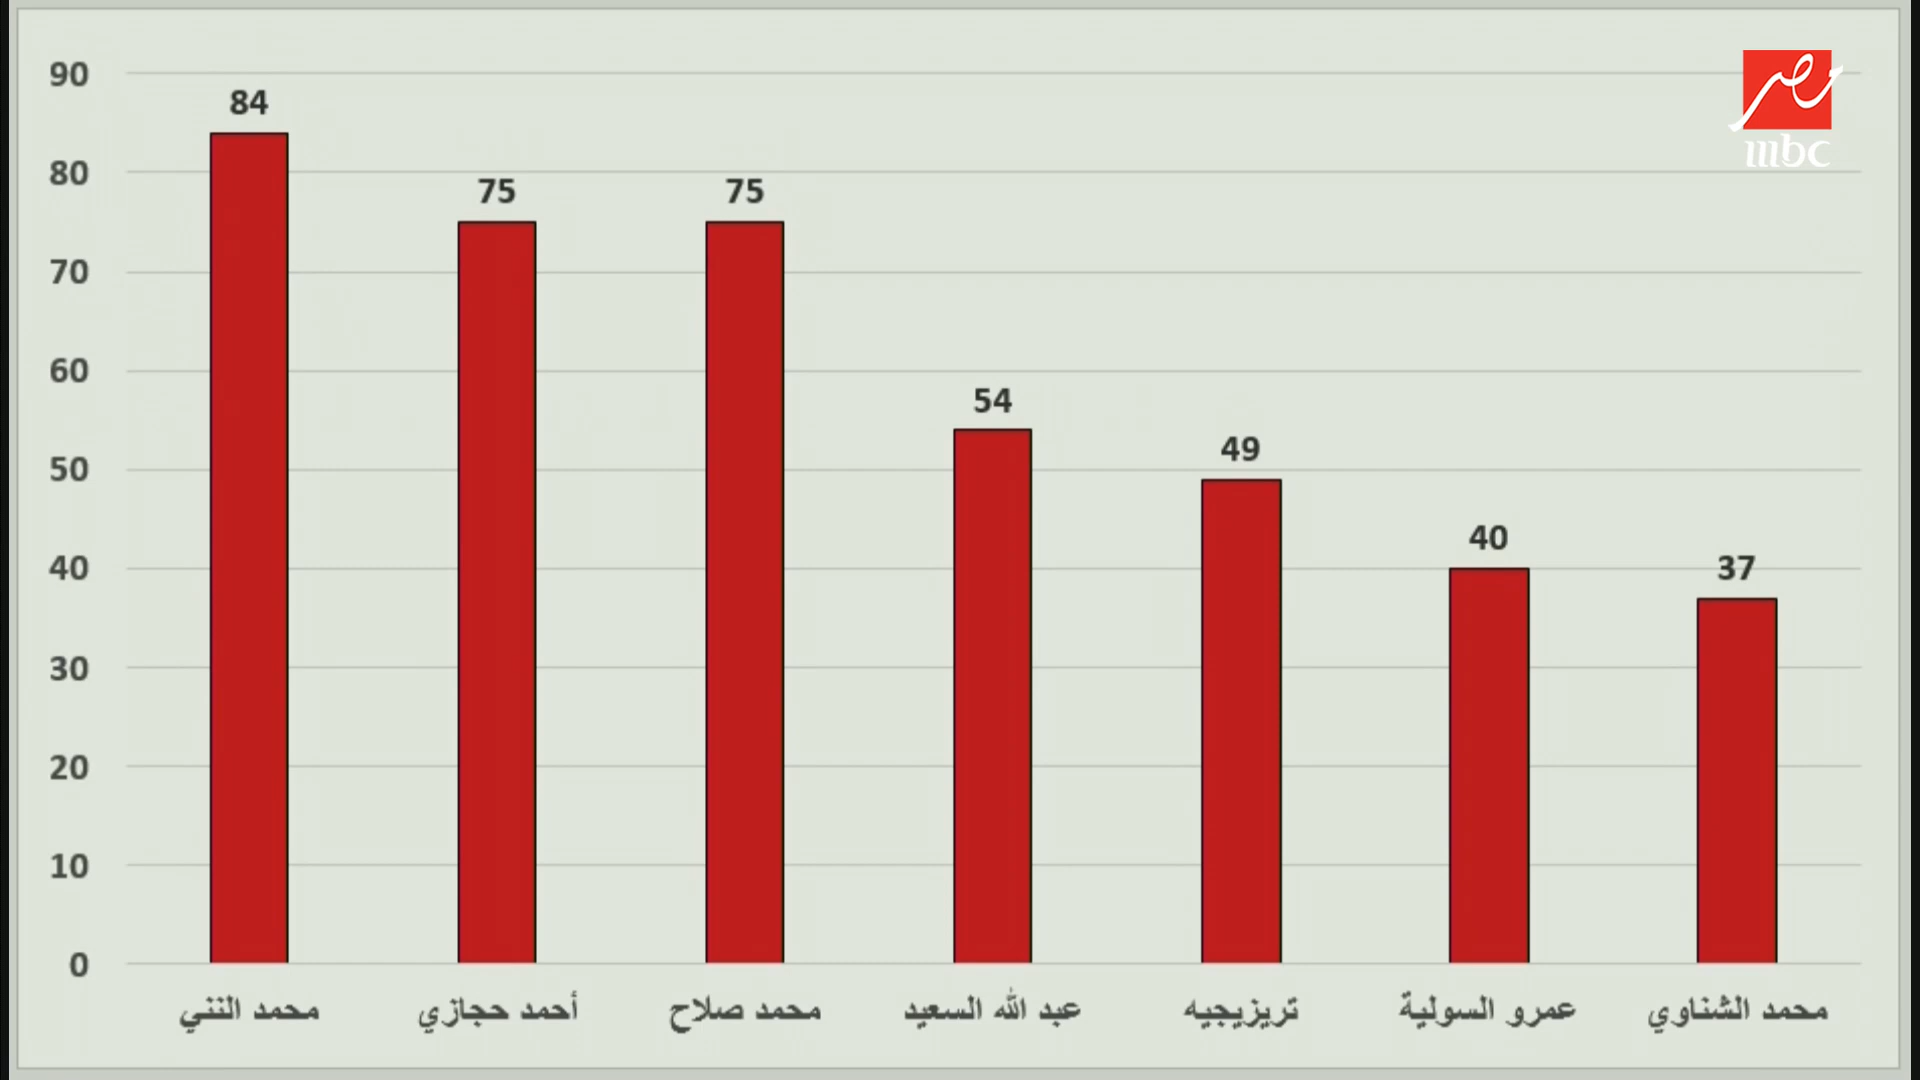 مصر
mbc
90
80
70
60
50
40
30
20
10
0
84
75
75
54
49
40
37
محمد النني
أحمد حجازي
محمد صلاح
عبد الله السعيد
تريزيجيه
عمرو السولية
محمد الشناوي